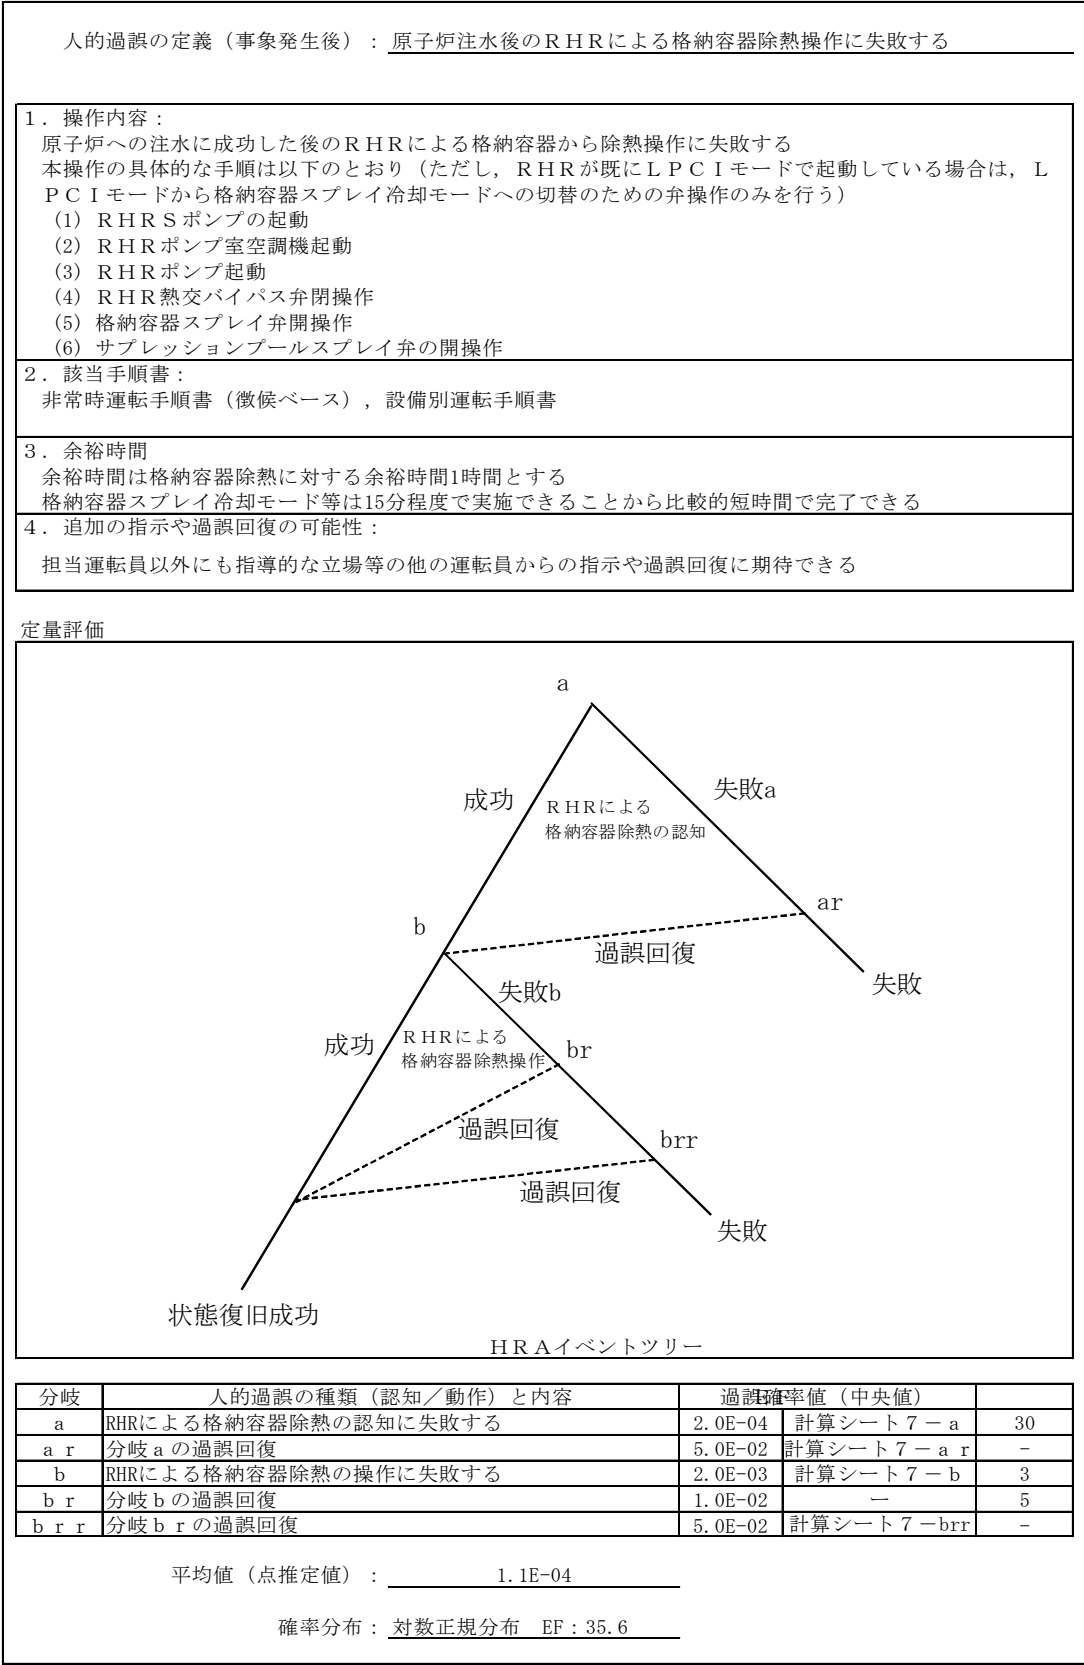 人的過誤の定義（事象発生後）：原子炉注水後のＲＨＲによる格納容器除熱操作に失敗する
１．操作内容：
原子炉への注水に成功した後のＲＨＲによる格納容器から除熱操作に失敗する
本操作の具体的な手順は以下のとおり（ただし，ＲＨＲが既にＬＰＣＩモードで起動している場合は，Ｌ
ＰＣＩモードから格納容器スプレイ冷却モードへの切替のための弁操作のみを行う）
(1) ＲＨＲＳポンプの起動
(2) ＲＨＲポンプ室空調機起動
(3) ＲＨＲポンプ起動
(4) ＲＨＲ熱交バイパス弁閉操作
(5) 格納容器スプレイ弁開操作
(6) サプレッションプールスプレイ弁の開操作
２．該当手順書：
非常時運転手順書（徴候ベース）, 設備別運転手順書
３．余裕時間
余裕時間は格納容器除熱に対する余裕時間1時間とする
格納容器スプレイ冷却モード等は15分程度で実施できることから比較的短時間で完了できる
４．追加の指示や過誤回復の可能性：
担当運転員以外にも指導的な立場等の他の運転員からの指示や過誤回復に期待できる
定量評価
a
成功
ＲＨＲによる
格納容器除熱の認知
失敗a
ar
b
過誤回復
失敗
失敗b
成功
ＲＨＲによる
格納容器除熱操作
br
過誤回復
brr
過誤回復
失敗
状態復旧成功
ＨＲＡイベントツリー
分岐 人的過誤の種類（認知／動作）と内容 過誤確率値（中央値） EF
a RHRによる格納容器除熱の認知に失敗する 2.0E-04 計算シート７－ａ 30
ａｒ 分岐ａの過誤回復 5.0E-02 計算シート７－ａｒ -
b RHRによる格納容器除熱の操作に失敗する 2.0E-03 計算シート７－ｂ 3
ｂｒ 分岐ｂの過誤回復 1.0E-02 － 5
ｂｒｒ 分岐ｂｒの過誤回復 5.0E-02 計算シート７－brr -
平均値（点推定値）： 1.1E-04
確率分布：対数正規分布 EF：35.6